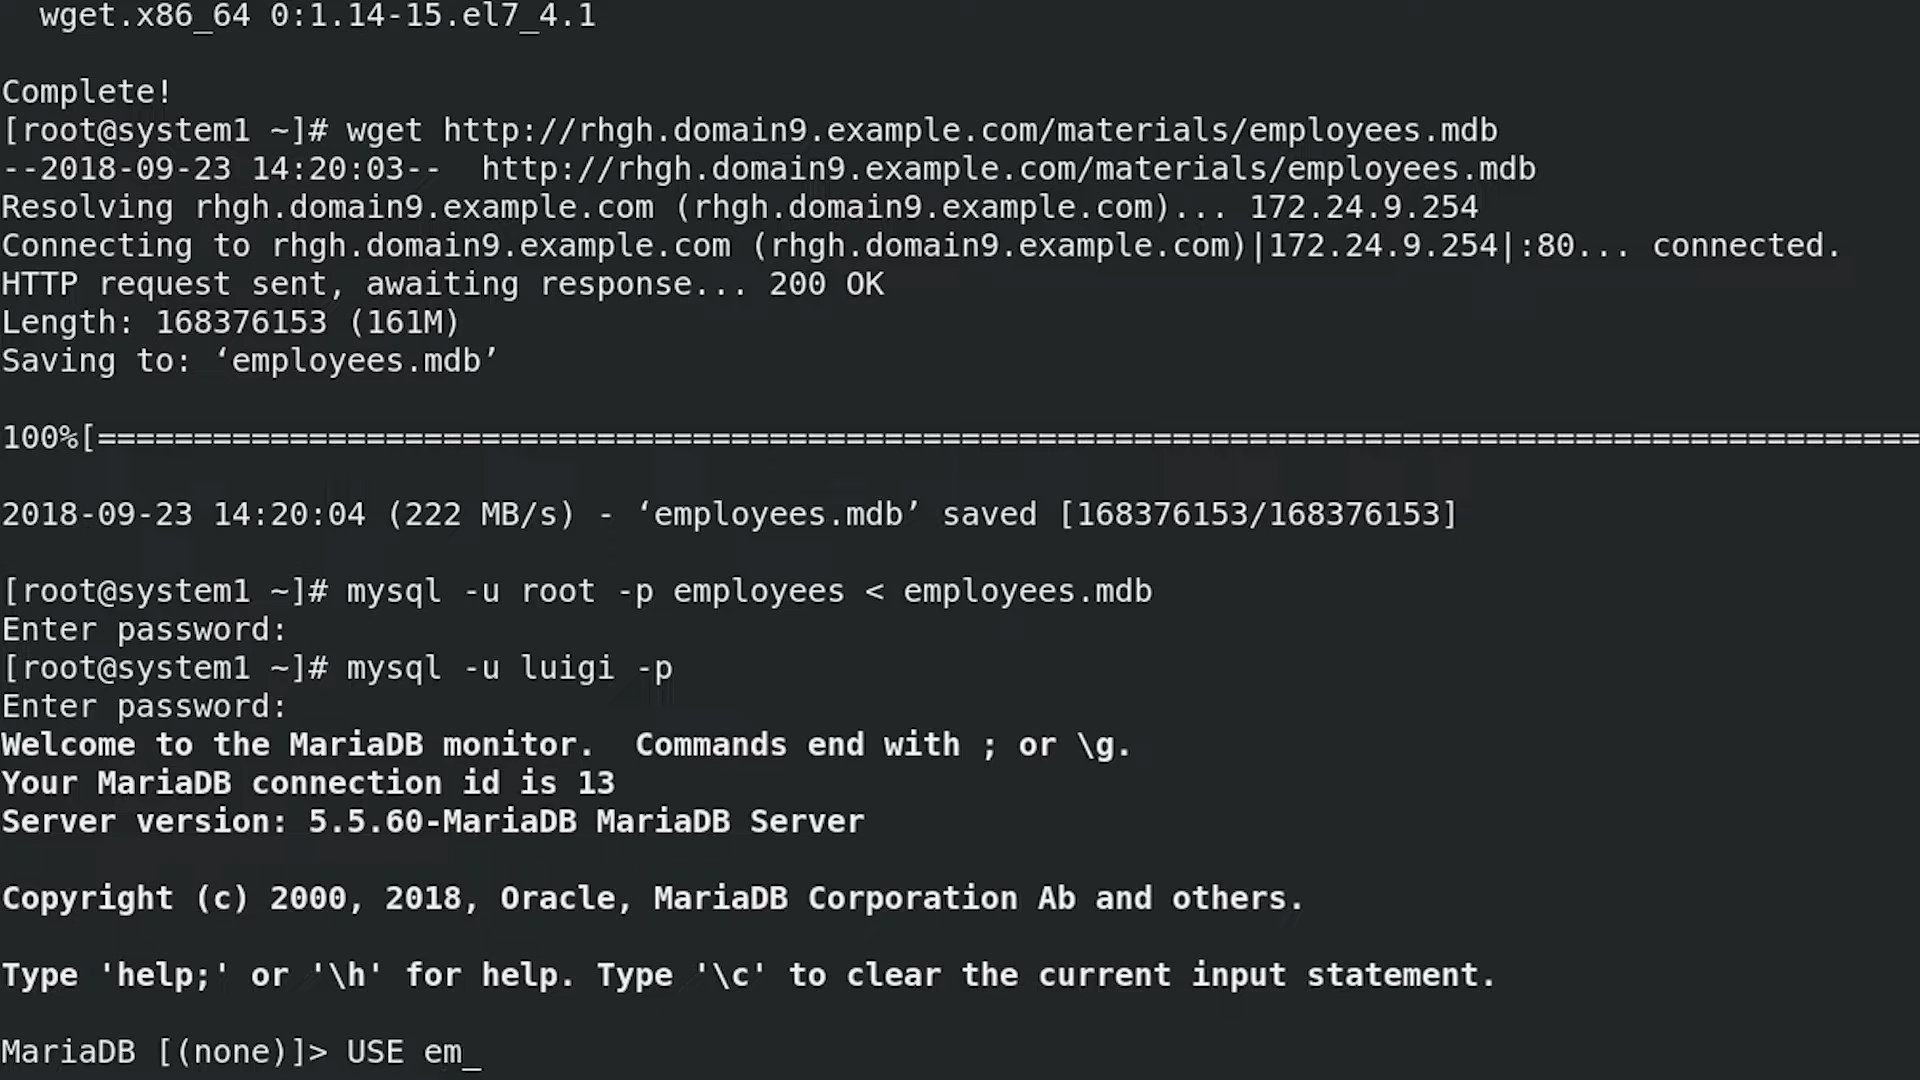 wget.x86_64 0:1.14-15.el7_4.1
Complete!
[root@system1 ~]# wget http://rhgh.domain9.example.com/materials/employees.mdb
--2018-09-23 14:20:03--  http://rhgh.domain9.example.com/materials/employees.mdb
Resolving rhgh.domain9.example.com (rhgh.domain9.example.com)... 172.24.9.254
Connecting to rhgh.domain9.example.com (rhgh.domain9.example.com)|172.24.9.254|:80... connected.
HTTP request sent, awaiting response... 200 OK
Length: 168376153 (161M)
Saving to: ‘employees.mdb’
100%[===============================================================================================
2018-09-23 14:20:04 (222 MB/s) - ‘employees.mdb’ saved [168376153/168376153]
[root@system1 ~]# mysql -u root -p employees < employees.mdb
Enter password:
[root@system1 ~]# mysql -u luigi -p
Enter password:
Welcome to the MariaDB monitor.  Commands end with ; or \g.
Your MariaDB connection id is 13
Server version: 5.5.60-MariaDB MariaDB Server
Copyright (c) 2000, 2018, Oracle, MariaDB Corporation Ab and others.
Type 'help;' or '\h' for help. Type '\c' to clear the current input statement.
MariaDB [(none)]> USE em_